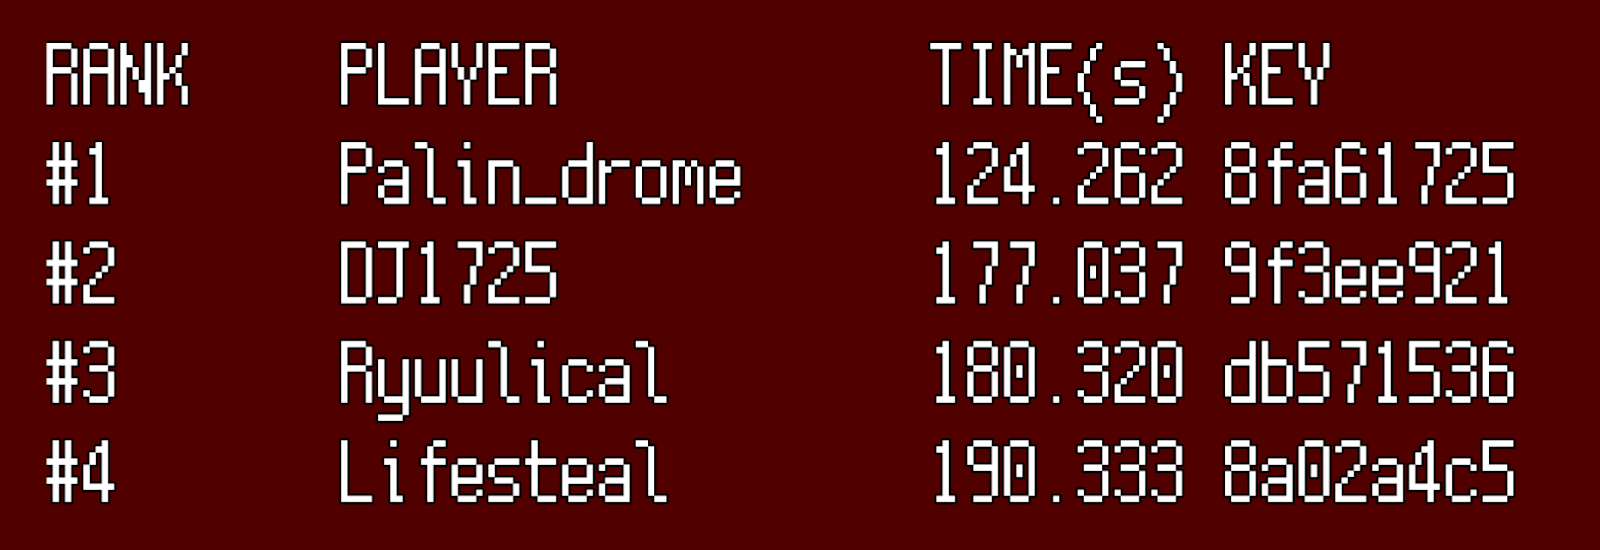 RANK PLAYER TIME(s) KEY
#1 Palin_drome 124.262 8fa61725
#2 DJ1725 177.037 9f3ee921
#3 Ryuulical 180.320 db571536
#4 Lifesteal 190.333 8a02a4c5